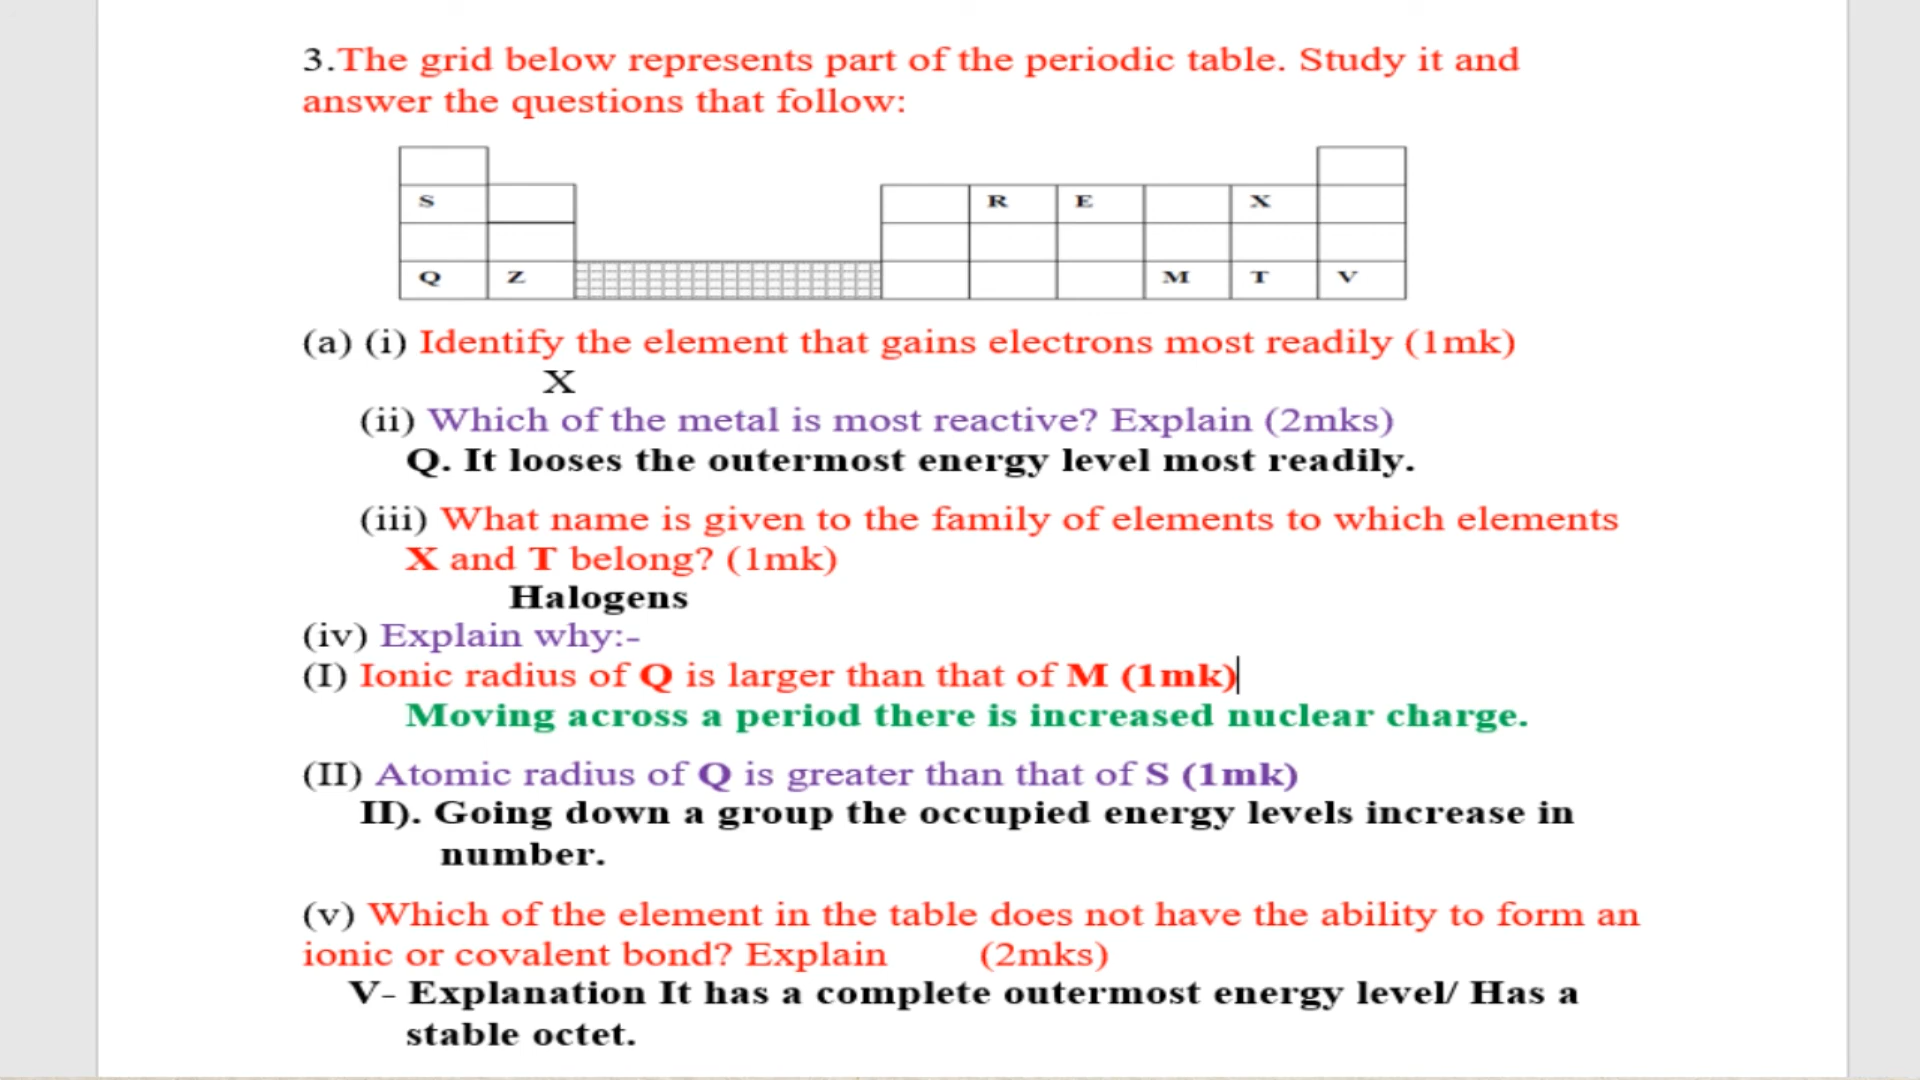 3.The grid below represents part of the periodic table. Study it and
answer the questions that follow:
S R E X
Q Z M T V
(a) (i) Identify the element that gains electrons most readily (1mk)
X
(ii) Which of the metal is most reactive? Explain (2mks)
Q. It looses the outermost energy level most readily.
(iii) What name is given to the family of elements to which elements
X and T belong? (1mk)
Halogens
(iv) Explain why:-
(I) Ionic radius of Q is larger than that of M (1mk)
Moving across a period there is increased nuclear charge.
(II) Atomic radius of Q is greater than that of S (1mk)
II). Going down a group the occupied energy levels increase in
number.
(v) Which of the element in the table does not have the ability to form an
ionic or covalent bond? Explain (2mks)
V- Explanation It has a complete outermost energy level/ Has a
stable octet.